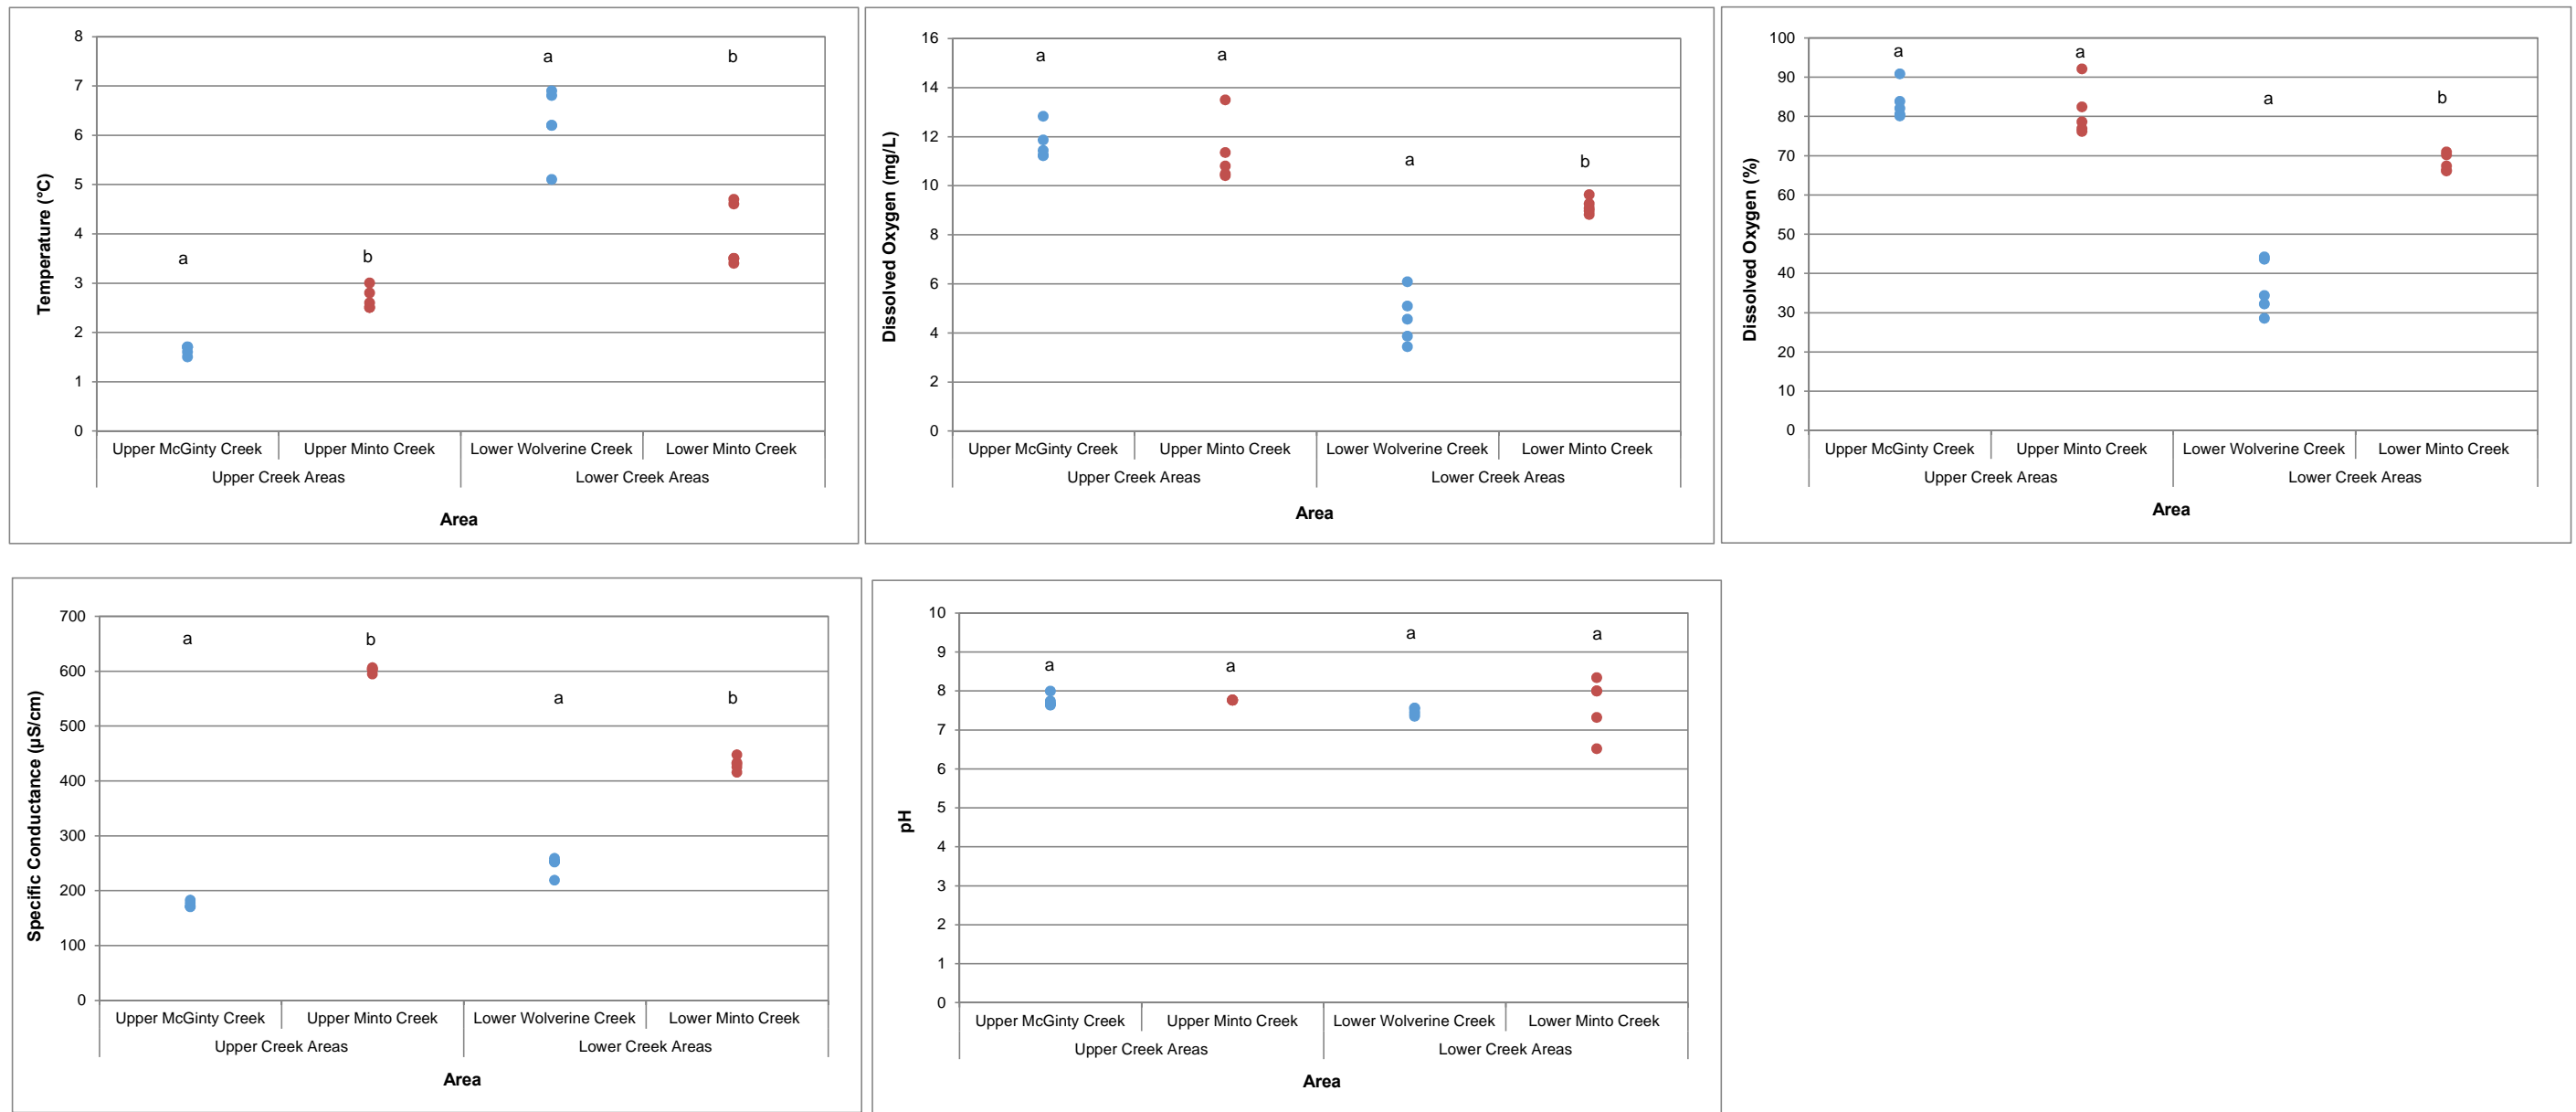 8
7
6
5
4
3
2
1
0
Temperature (°C)
a
b
a
b
Upper McGinty Creek
Upper Minto Creek
Lower Wolverine Creek
Lower Minto Creek
Upper Creek Areas
Lower Creek Areas
Area
16
14
12
10
8
6
4
2
0
Dissolved Oxygen (mg/L)
a
a
a
b
Upper McGinty Creek
Upper Minto Creek
Lower Wolverine Creek
Lower Minto Creek
Upper Creek Areas
Lower Creek Areas
Area
100
90
80
70
60
50
40
30
20
10
0
Dissolved Oxygen (%)
a
a
a
b
Upper McGinty Creek
Upper Minto Creek
Lower Wolverine Creek
Lower Minto Creek
Upper Creek Areas
Lower Creek Areas
Area
700
600
500
400
300
200
100
0
Specific Conductance (µS/cm)
a
b
a
b
Upper McGinty Creek
Upper Minto Creek
Lower Wolverine Creek
Lower Minto Creek
Upper Creek Areas
Lower Creek Areas
Area
10
9
8
7
6
5
4
3
2
1
0
pH
a
a
a
a
Upper McGinty Creek
Upper Minto Creek
Lower Wolverine Creek
Lower Minto Creek
Upper Creek Areas
Lower Creek Areas
Area